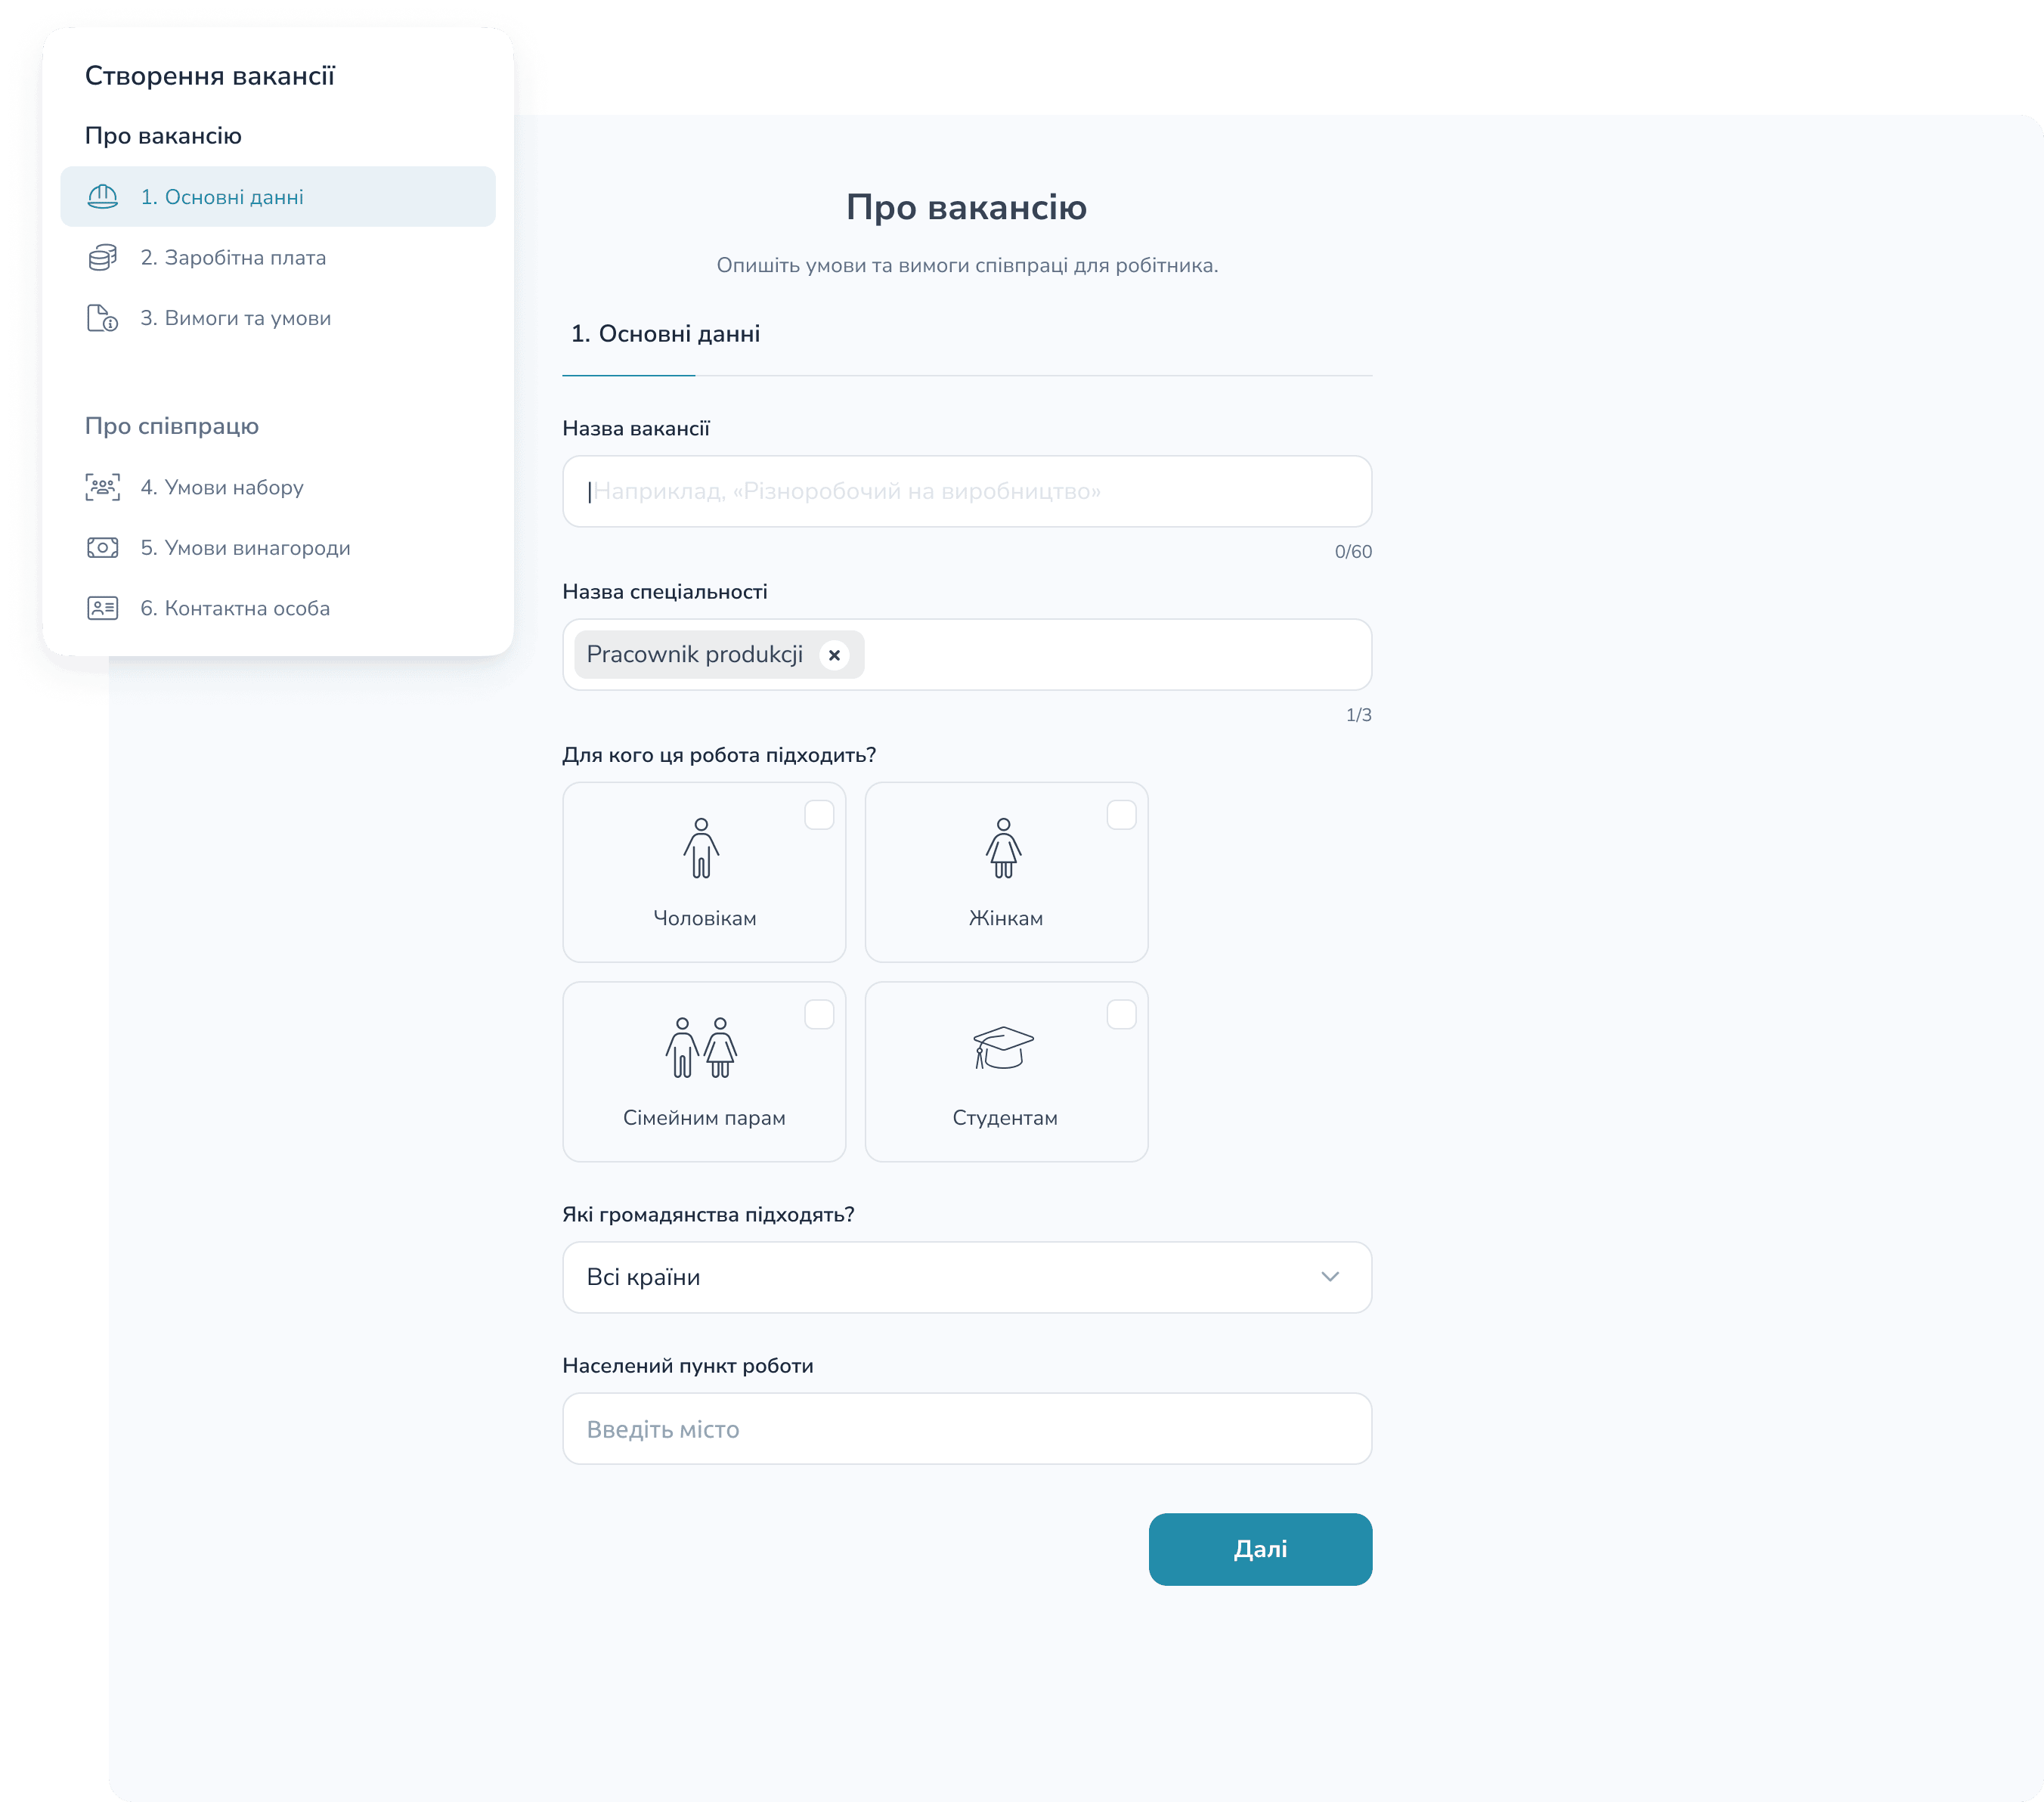 Створення вакансії
Про вакансію
1. Основні данні
2. Заробітна плата
3. Вимоги та умови
Про співпрацю
4. Умови набору
5. Умови винагороди
6. Контактна особа
Про вакансію
Опишіть умови та вимоги співпраці для робітника.
1. Основні данні
Назва вакансії
Наприклад, «Різноробочий на виробництво»
0/60
Назва спеціальності
Pracownik produkcji
1/3
Для кого ця робота підходить?
Чоловікам
Жінкам
Сімейним парам
Студентам
Які громадянства підходять?
Всі країни
Населений пункт роботи
Введіть місто
Далі